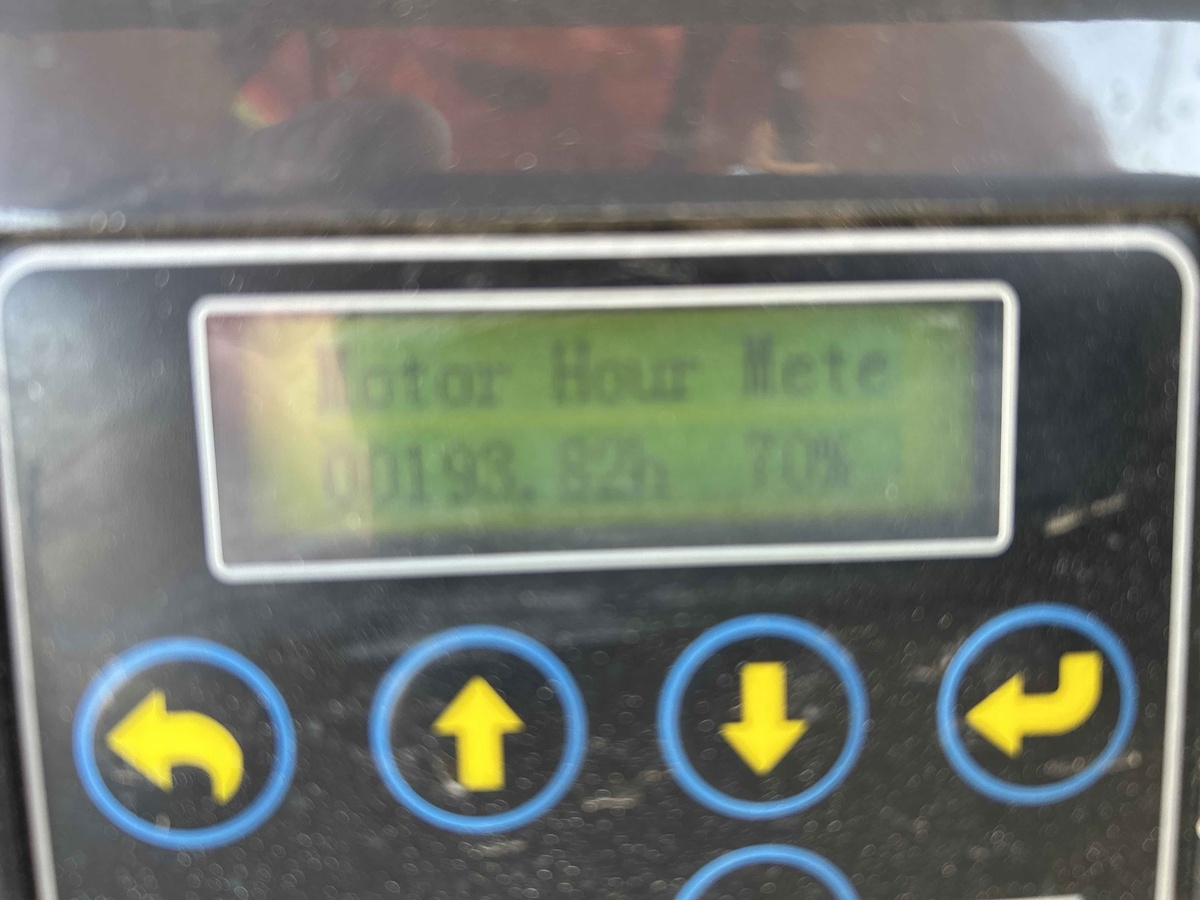 Motor Hour Mete
00193.82h 70%